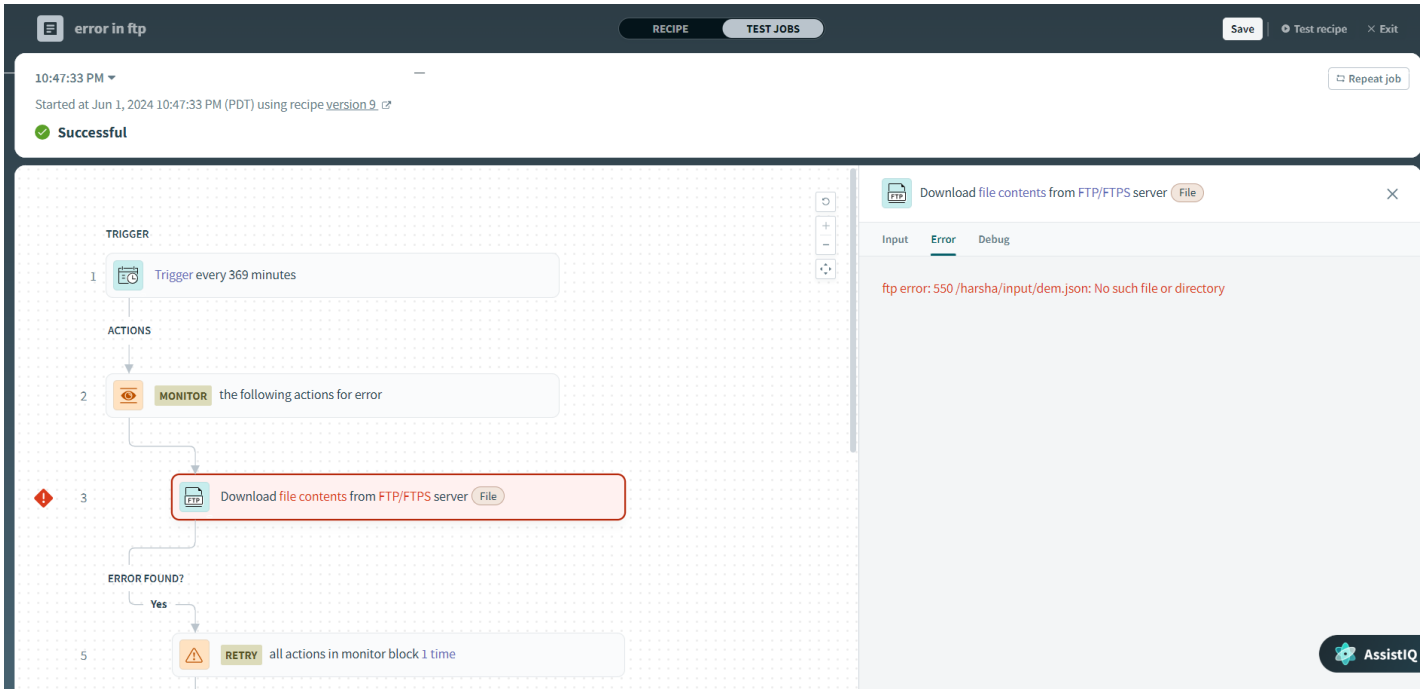 error in ftp
RECIPE
TEST JOBS
Save
Test recipe
Exit
10:47:33 PM
Repeat job
Started at Jun 1, 2024 10:47:33 PM (PDT) using recipe version 9
Successful
TRIGGER
1
Trigger every 369 minutes
ACTIONS
2
MONITOR the following actions for error
3
FTP
Download file contents from FTP/FTPS server File
ERROR FOUND?
Yes
5
RETRY all actions in monitor block 1 time
FTP
Download file contents from FTP/FTPS server File
Input
Error
Debug
ftp error: 550 /harsha/input/dem.json: No such file or directory
AssistIQ